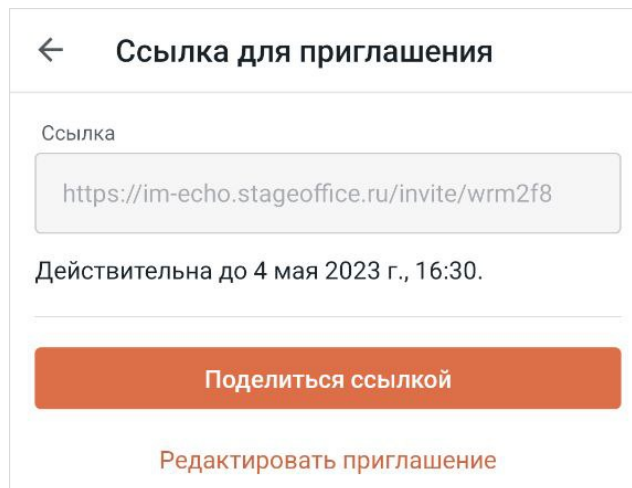 Ссылка для приглашения
Ссылка
https://im-echo.stageoffice.ru/invite/wrm2f8
Действительна до 4 мая 2023 г., 16:30.
Поделиться ссылкой
Редактировать приглашение